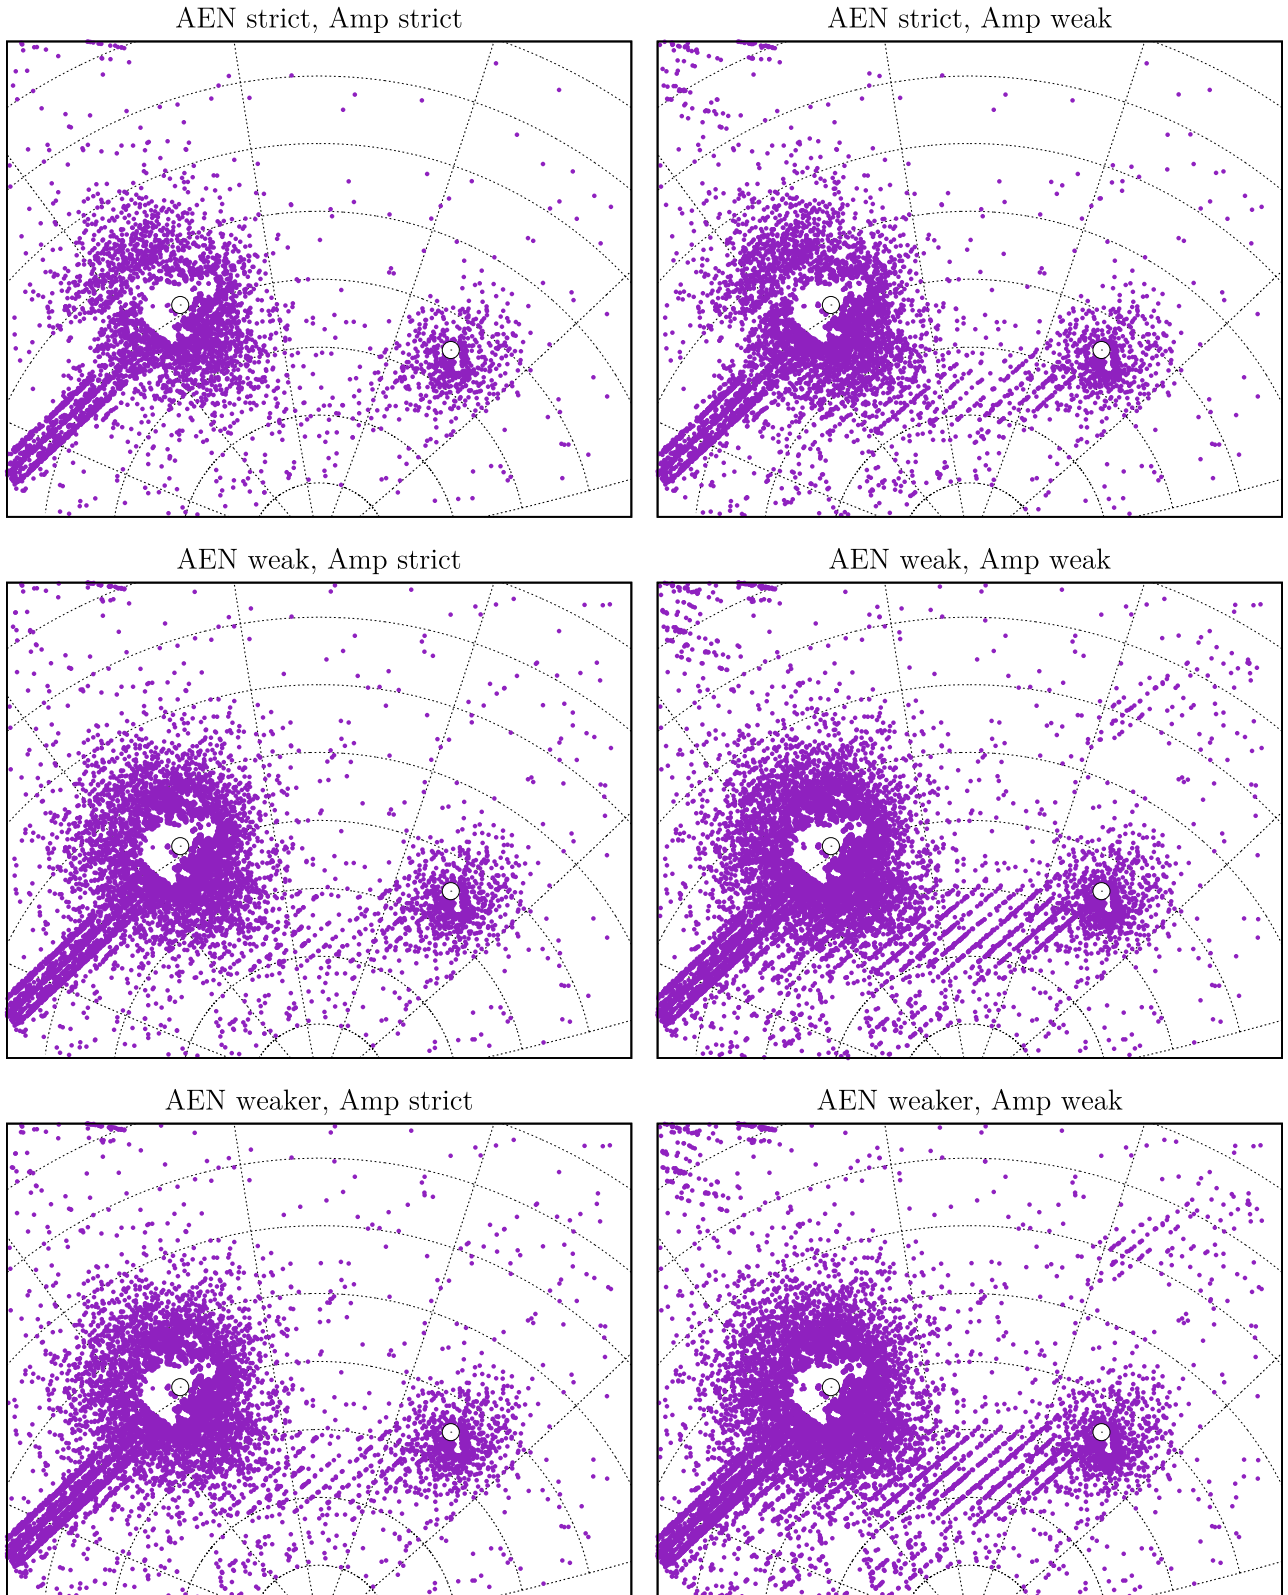 AEN strict, Amp strict
AEN strict, Amp weak
AEN weak, Amp strict
AEN weak, Amp weak
AEN weaker, Amp strict
AEN weaker, Amp weak